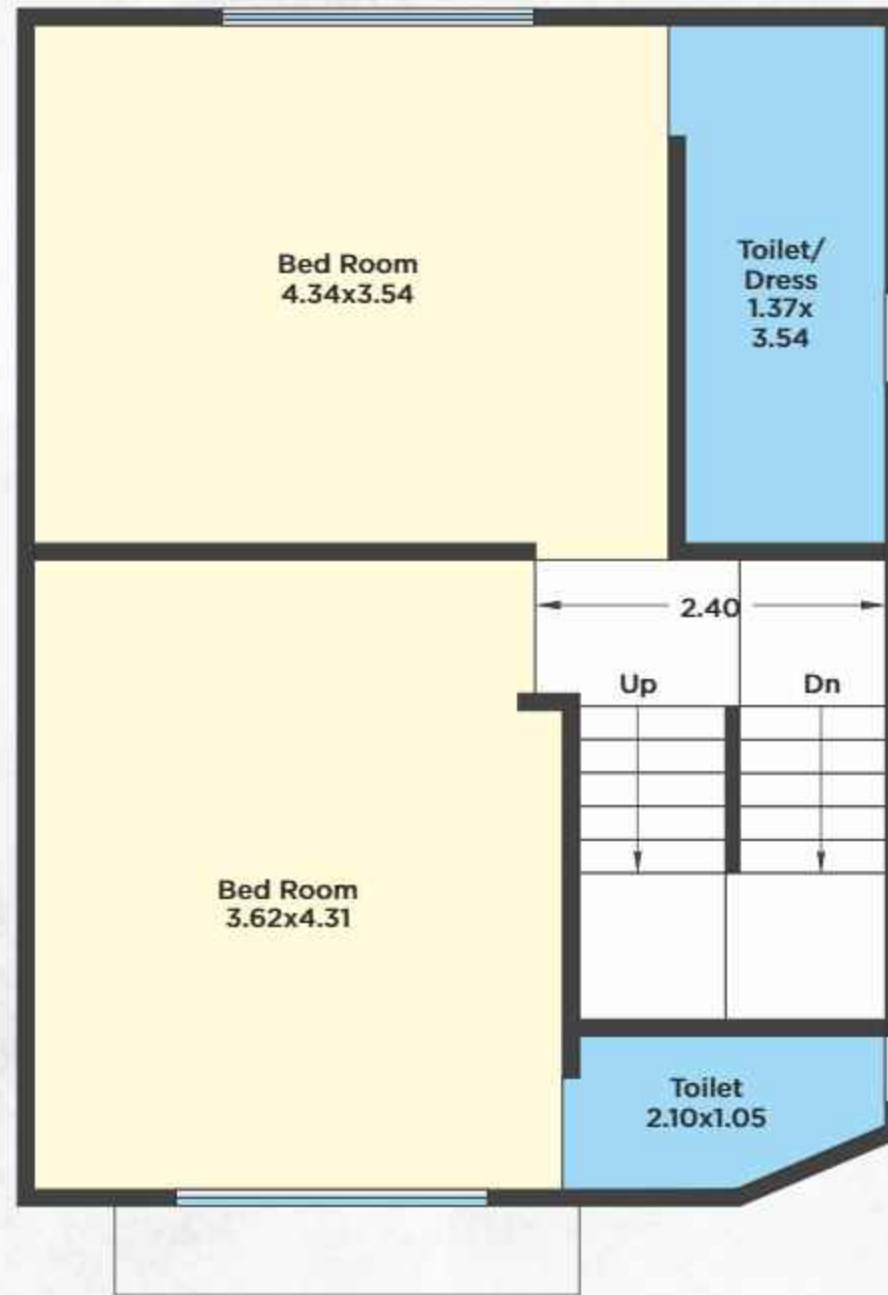 Bed Room
4.34x3.54
Toilet/
Dress
1.37x
3.54
2.40
Up
Dn
Bed Room
3.62x4.31
Toilet
2.10x1.05